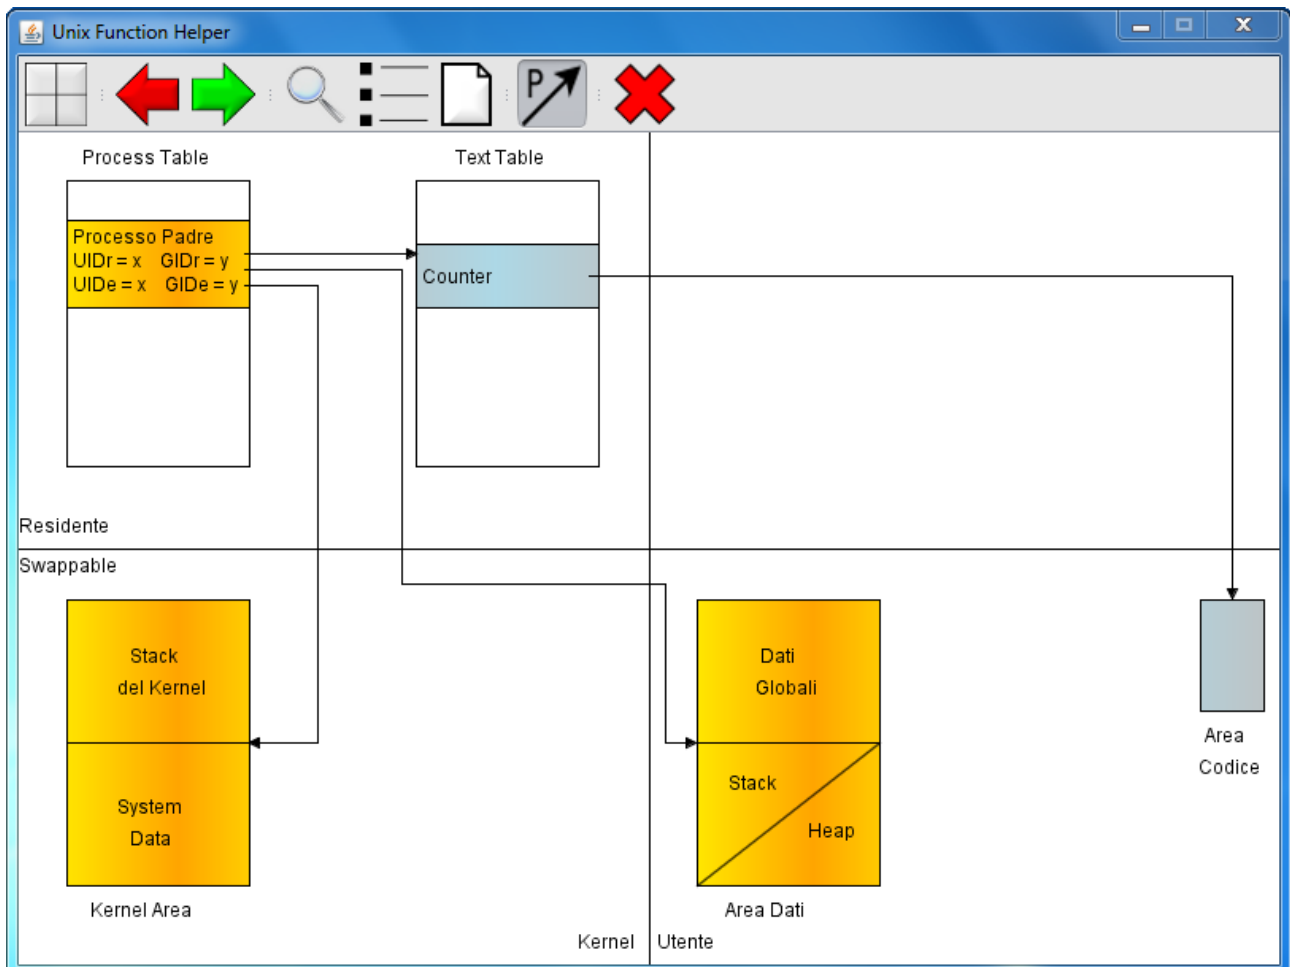 Unix Function Helper
P
Process Table
Text Table
Processo Padre
UIDr = x GIDr = y
UIDe = x GIDe = y
Counter
Residente
Swappable
Stack
del Kernel
System
Data
Kernel Area
Dati
Globali
Stack
Heap
Area Dati
Area
Codice
Kernel
Utente